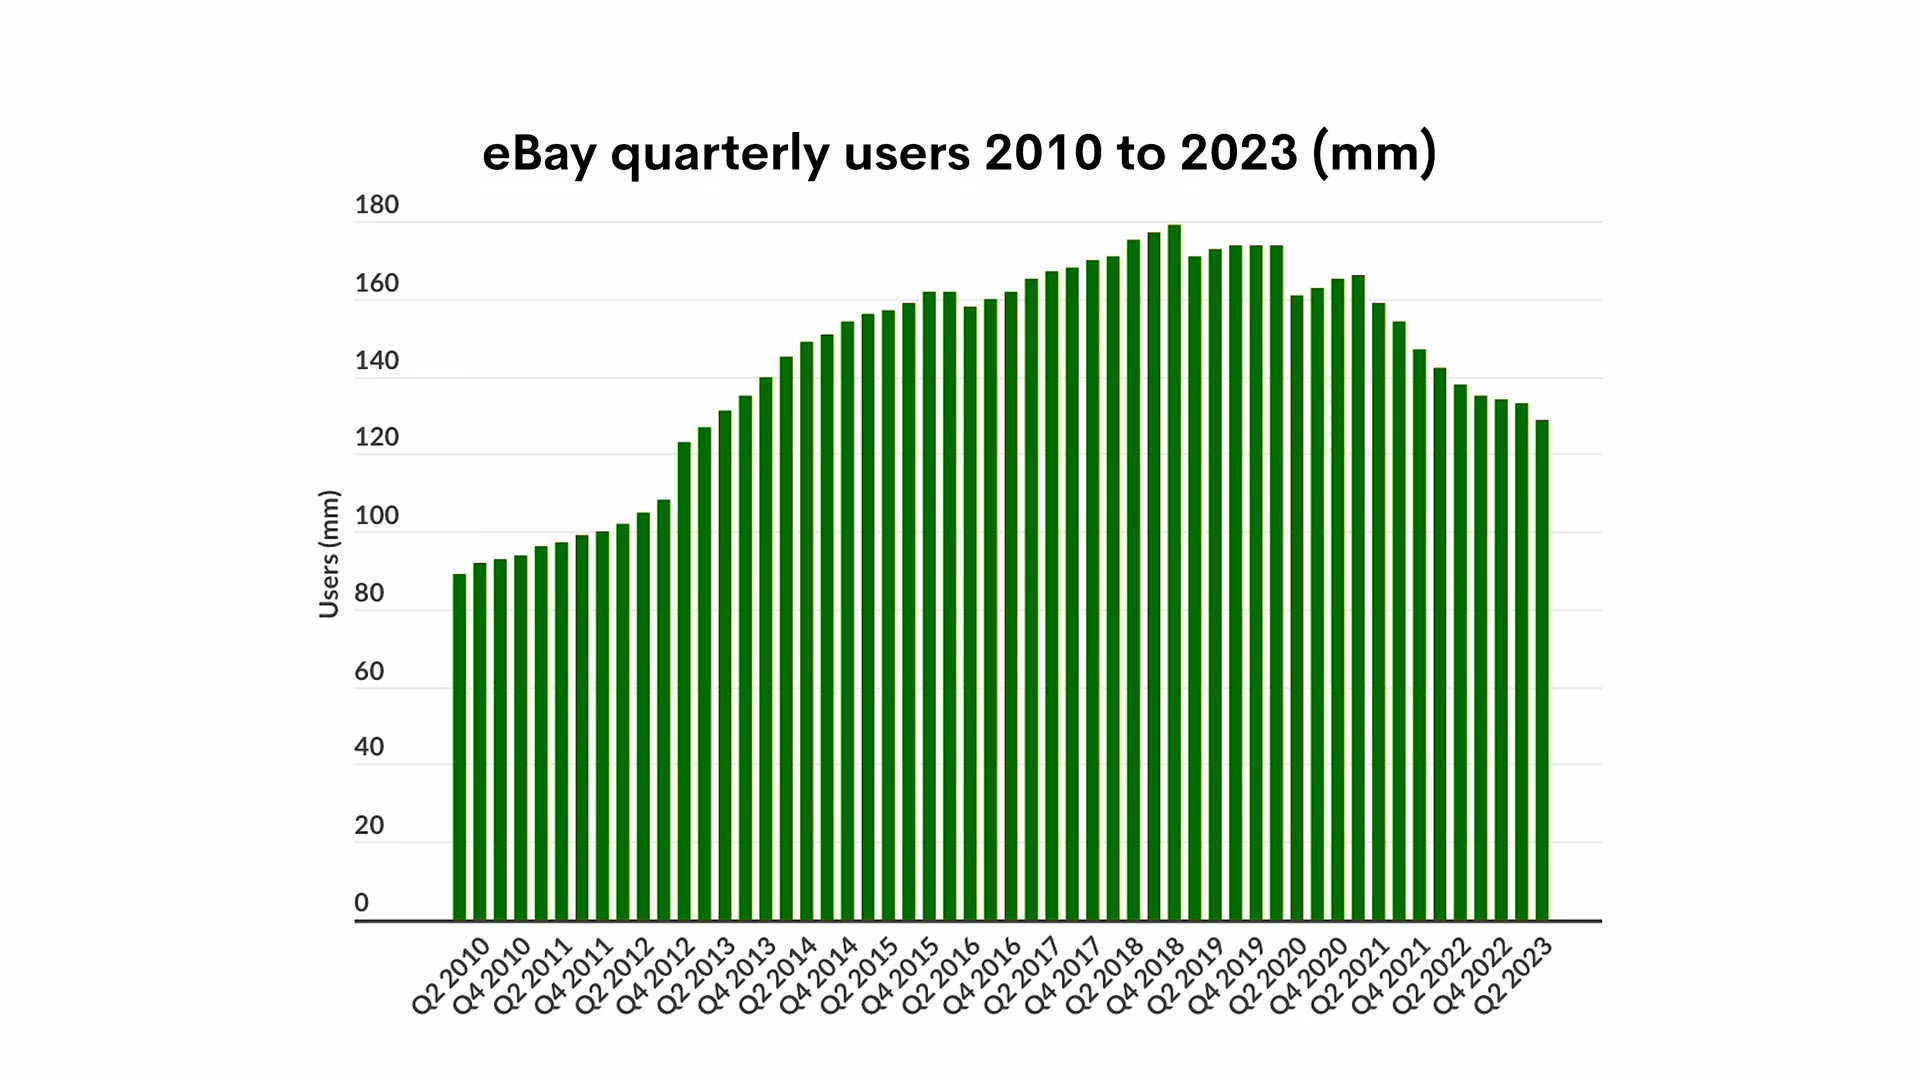 eBay quarterly users 2010 to 2023 (mm)
180
160
140
120
100
80
60
40
20
0
Users (mm)
Q2 2010
Q4 2010
Q2 2011
Q4 2011
Q2 2012
Q4 2012
Q2 2013
Q4 2013
Q2 2014
Q4 2014
Q2 2015
Q4 2015
Q2 2016
Q4 2016
Q2 2017
Q4 2017
Q2 2018
Q4 2018
Q2 2019
Q4 2019
Q2 2020
Q4 2020
Q2 2021
Q4 2021
Q2 2022
Q4 2022
Q2 2023